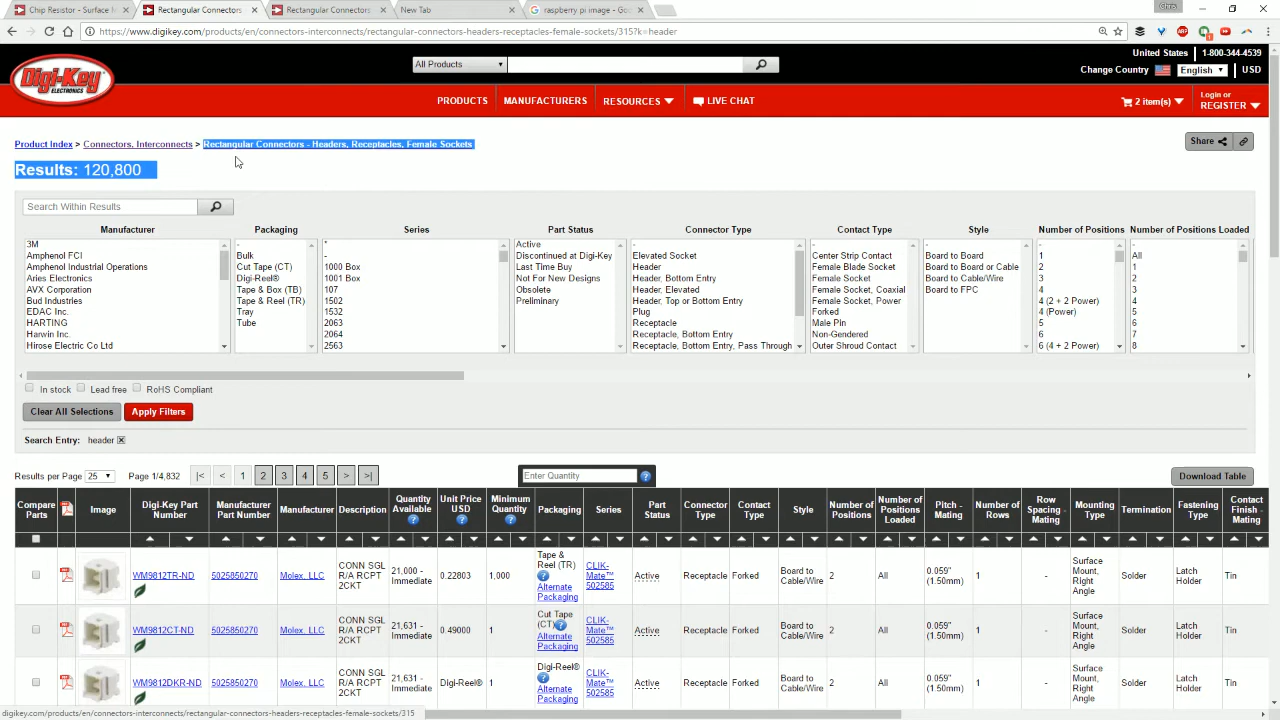 Chip Resistor - Surface M
Rectangular Connectors
Rectangular Connectors
New Tab
raspberry pi image - Go
Chris
https://www.digikey.com/products/en/connectors-interconnects/rectangular-connectors-headers-receptacles-female-sockets/315?k=header
Digi-Key
ELECTRONICS
All Products
United States | 1-800-344-4539
Change Country English USD
PRODUCTS MANUFACTURERS RESOURCES LIVE CHAT
2 item(s)
Login or
REGISTER
Product Index > Connectors, Interconnects > Rectangular Connectors - Headers, Receptacles, Female Sockets
Share
Results: 120,800
Search Within Results
Manufacturer Packaging Series Part Status Connector Type Contact Type Style Number of Positions Number of Positions Loaded
3M - * Active - - - - -
Amphenol FCI Bulk - Discontinued at Digi-Key Elevated Socket Center Strip Contact Board to Board 1 All
Amphenol Industrial Operations Cut Tape (CT) 1000 Box Last Time Buy Header Female Blade Socket Board to Board or Cable 2 1
Aries Electronics Digi-Reel® 1001 Box Not For New Designs Header, Bottom Entry Female Socket Board to Cable/Wire 3 2
AVX Corporation Tape & Box (TB) 107 Obsolete Header, Elevated Female Socket, Coaxial Board to FPC 4 3
Bud Industries Tape & Reel (TR) 1502 Preliminary Header, Top or Bottom Entry Female Socket, Power 4 (2 + 2 Power) 4
EDAC Inc. Tray 1532 Plug Forked 4 (Power) 5
HARTING Tube 2063 Receptacle Male Pin 5 6
Harwin Inc. 2064 Receptacle, Bottom Entry Non-Gendered 6 7
Hirose Electric Co Ltd 2563 Receptacle, Bottom Entry, Pass Through Outer Shroud Contact 6 (4 + 2 Power) 8
In stock Lead free RoHS Compliant
Clear All Selections Apply Filters
Search Entry: header
Results per Page 25 Page 1/4,832 |< < 1 2 3 4 5 > >| Enter Quantity ? Download Table
Compare Parts Image Digi-Key Part Number Manufacturer Part Number Manufacturer Description Quantity Available ? Unit Price USD ? Minimum Quantity ? Packaging Series Part Status Connector Type Contact Type Style Number of Positions Number of Positions Loaded Pitch - Mating Number of Rows Row Spacing - Mating Mounting Type Termination Fastening Type Contact Finish - Mating
WM9812TR-ND 5025850270 Molex, LLC CONN SGL R/A RCPT 2CKT 21,000 - Immediate 0.22803 1,000 Tape & Reel (TR) ? Alternate Packaging CLIK-Mate™ 502585 Active Receptacle Forked Board to Cable/Wire 2 All 0.059" (1.50mm) 1 - Surface Mount, Right Angle Solder Latch Holder Tin
WM9812CT-ND 5025850270 Molex, LLC CONN SGL R/A RCPT 2CKT 21,631 - Immediate 0.49000 1 Cut Tape (CT) ? Alternate Packaging CLIK-Mate™ 502585 Active Receptacle Forked Board to Cable/Wire 2 All 0.059" (1.50mm) 1 - Surface Mount, Right Angle Solder Latch Holder Tin
WM9812DKR-ND 5025850270 Molex, LLC CONN SGL R/A RCPT 2CKT 21,631 - Immediate Digi-Reel® 1 Digi-Reel® ? Alternate Packaging CLIK-Mate™ 502585 Active Receptacle Forked Board to Cable/Wire 2 All 0.059" (1.50mm) 1 - Surface Mount, Right Angle Solder Latch Holder Tin
digikey.com/products/en/connectors-interconnects/rectangular-connectors-headers-receptacles-female-sockets/315